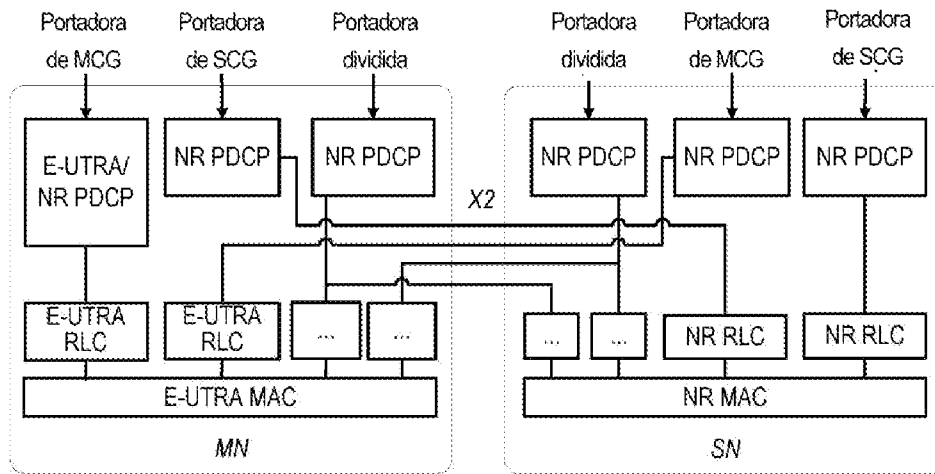 Portadora
de MCG
Portadora
de SCG
Portadora
dividida
Portadora
dividida
Portadora
de MCG
Portadora
de SCG
E-UTRA/
NR PDCP
NR PDCP
NR PDCP
NR PDCP
NR PDCP
NR PDCP
X2
E-UTRA
RLC
E-UTRA
RLC
...
...
...
...
NR RLC
NR RLC
E-UTRA MAC
NR MAC
MN
SN